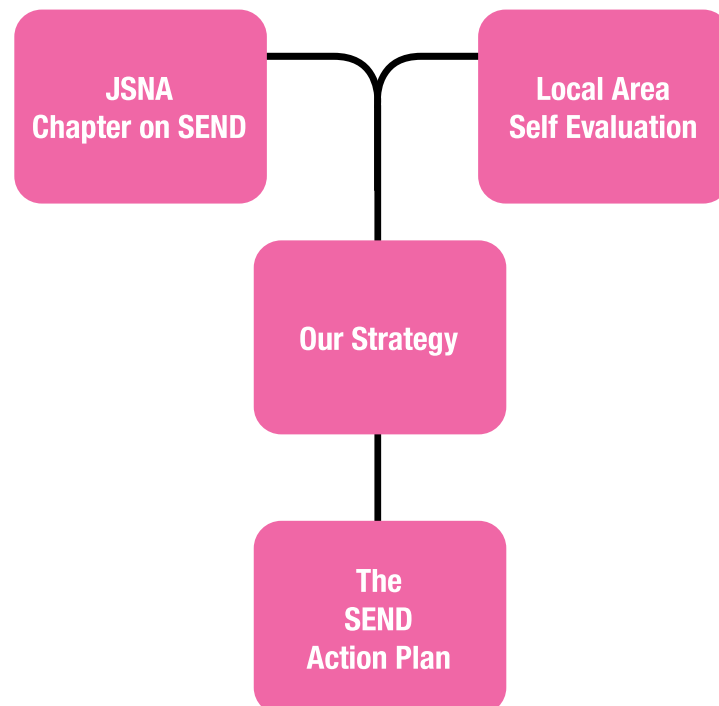 JSNA
Chapter on SEND
Local Area
Self Evaluation
Our Strategy
The
SEND
Action Plan